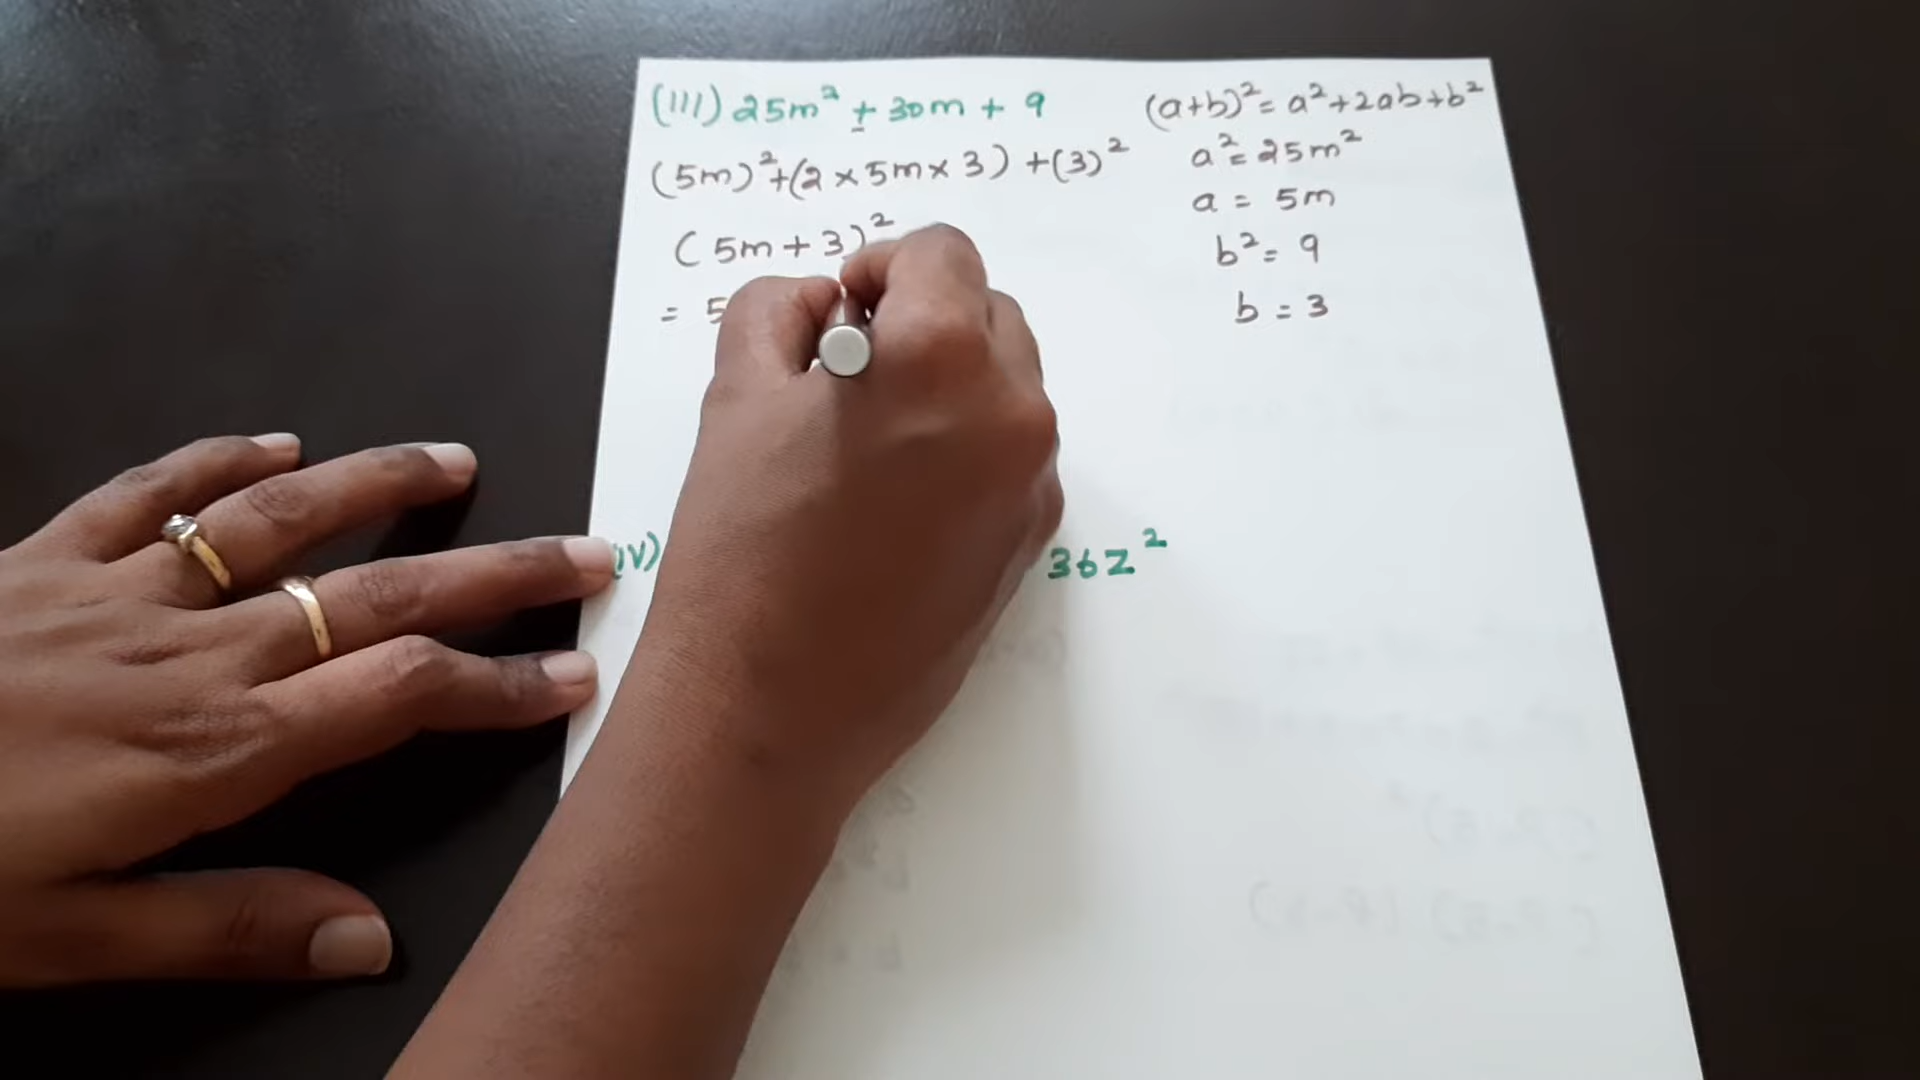 (III) 25m² + 30m + 9
(5m)²+(2 × 5m × 3) +(3)²
(5m + 3)²
= 5
(a+b)² = a²+2ab+b²
a² = 25m²
a = 5m
b² = 9
b = 3
(IV) 36z²